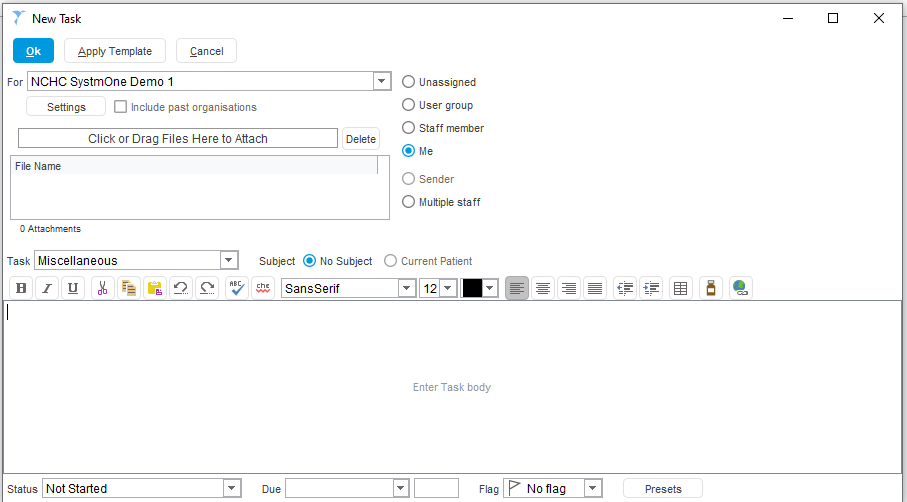 New Task
Ok Apply Template Cancel
For NCHC SystmOne Demo 1
Settings Include past organisations
Click or Drag Files Here to Attach Delete
File Name
0 Attachments
Unassigned
User group
Staff member
Me
Sender
Multiple staff
Task Miscellaneous Subject No Subject Current Patient
B I U ABC che SansSerif 12
Enter Task body
Status Not Started Due Flag No flag Presets